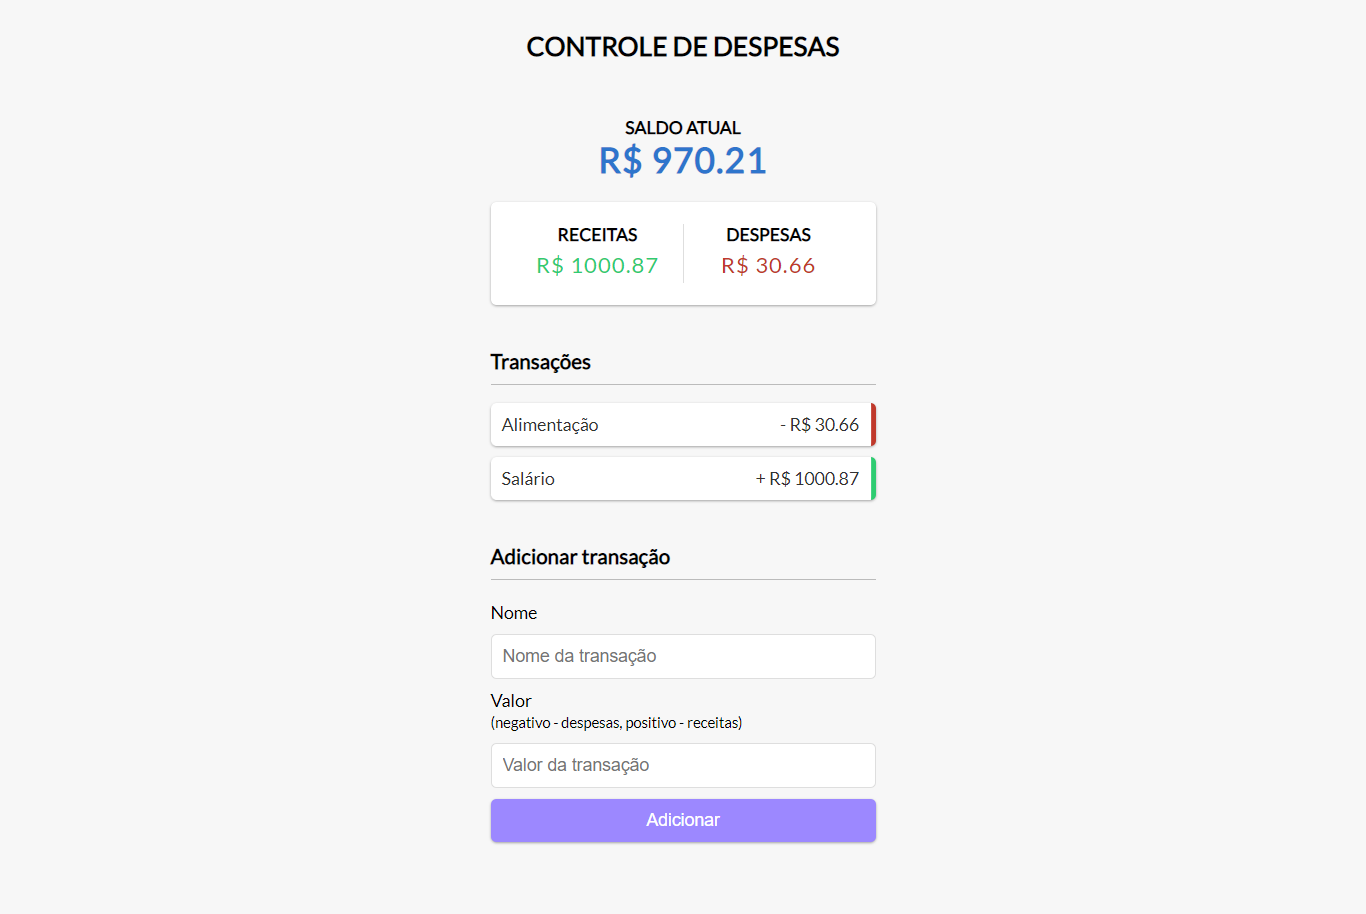 CONTROLE DE DESPESAS
SALDO ATUAL
R$ 970.21
RECEITAS
R$ 1000.87
DESPESAS
R$ 30.66
Transações
Alimentação - R$ 30.66
Salário + R$ 1000.87
Adicionar transação
Nome
Nome da transação
Valor
(negativo - despesas, positivo - receitas)
Valor da transação
Adicionar